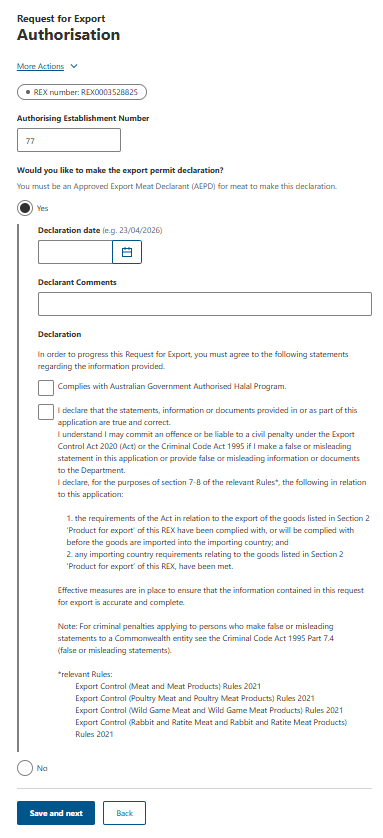 Request for Export
Authorisation
More Actions
REX number: REX0003528825
Authorising Establishment Number
77
Would you like to make the export permit declaration?
You must be an Approved Export Meat Declarant (AEPD) for meat to make this declaration.
Yes
Declaration date (e.g. 23/04/2026)
Declarant Comments
Declaration
In order to progress this Request for Export, you must agree to the following statements
regarding the information provided.
Complies with Australian Government Authorised Halal Program.
I declare that the statements, information or documents provided in or as part of this
application are true and correct.
I understand I may commit an offence or be liable to a civil penalty under the Export
Control Act 2020 (Act) or the Criminal Code Act 1995 if I make a false or misleading
statement in this application or provide false or misleading information or documents
to the Department.
I declare, for the purposes of section 7-8 of the relevant Rules*, the following in relation
to this application:
1. the requirements of the Act in relation to the export of the goods listed in Section 2
'Product for export' of this REX have been complied with, or will be complied with
before the goods are imported into the importing country; and
2. any importing country requirements relating to the goods listed in Section 2
'Product for export' of this REX, have been met.
Effective measures are in place to ensure that the information contained in this request
for export is accurate and complete.
Note: For criminal penalties applying to persons who make false or misleading
statements to a Commonwealth entity see the Criminal Code Act 1995 Part 7.4
(false or misleading statements).
*relevant Rules:
Export Control (Meat and Meat Products) Rules 2021
Export Control (Poultry Meat and Poultry Meat Products) Rules 2021
Export Control (Wild Game Meat and Wild Game Meat Products) Rules 2021
Export Control (Rabbit and Ratite Meat and Rabbit and Ratite Meat Products)
Rules 2021
No
Save and next
Back